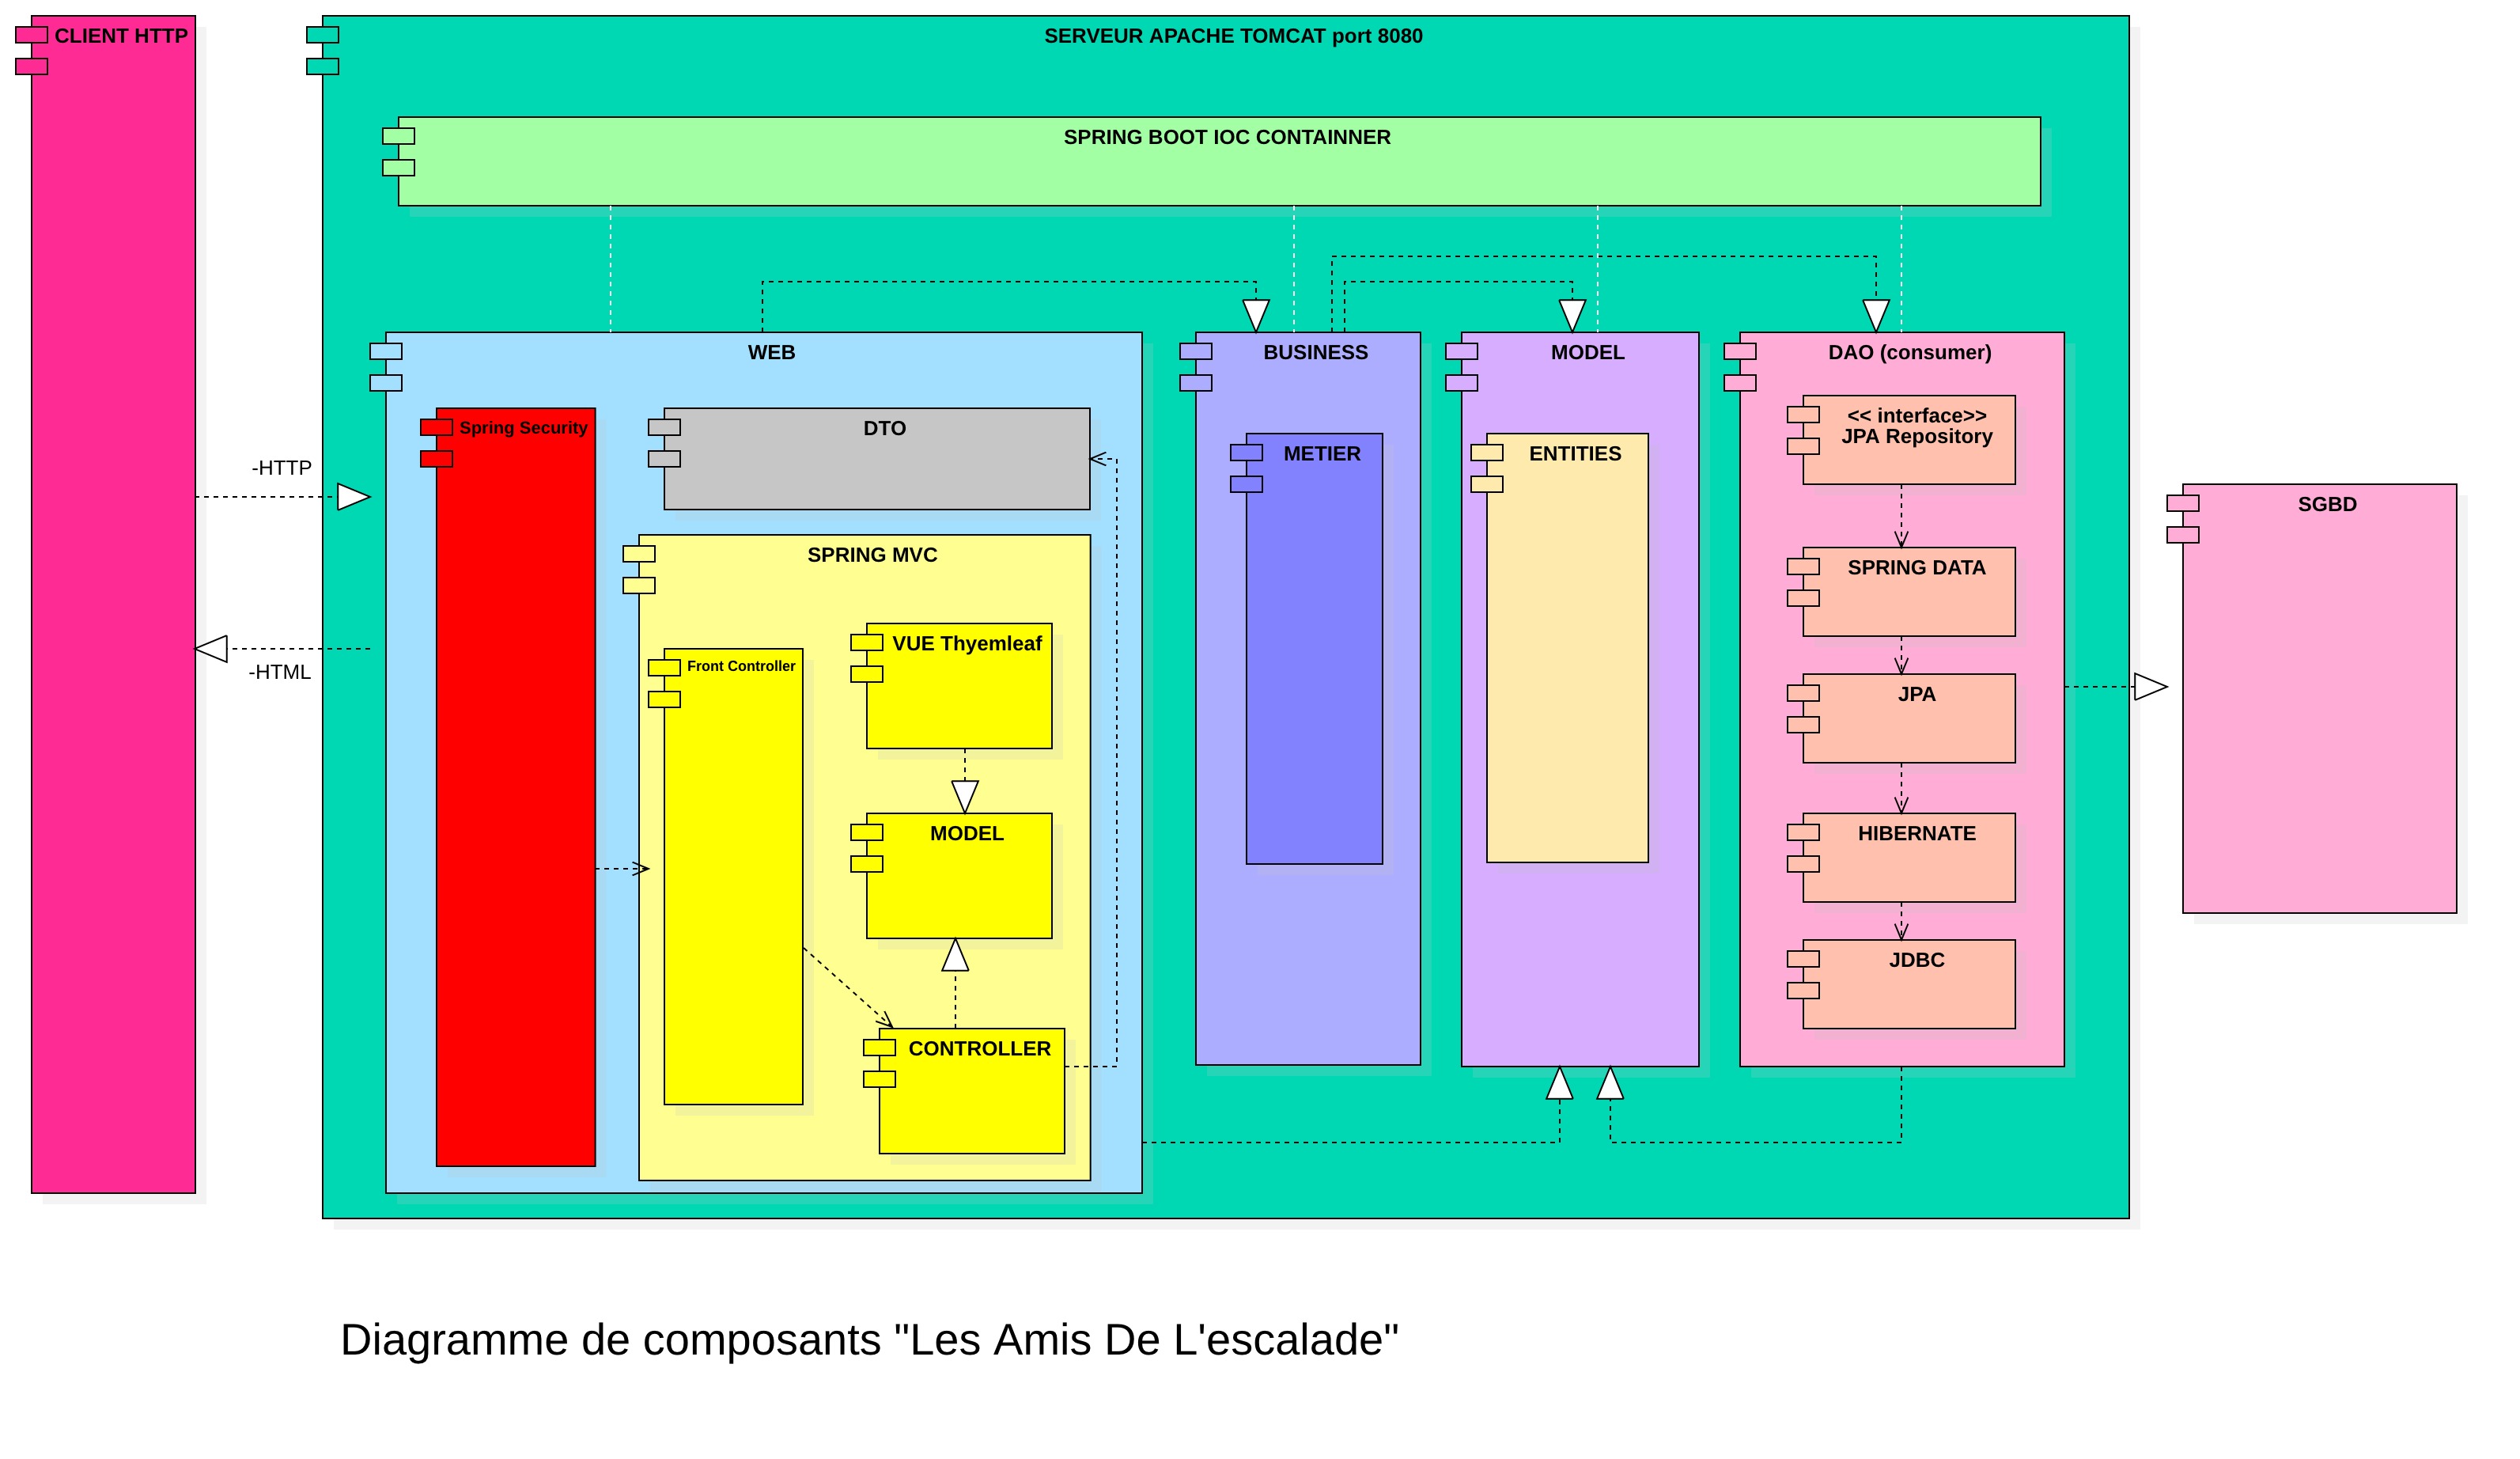 CLIENT HTTP
SERVEUR APACHE TOMCAT port 8080
SPRING BOOT IOC CONTAINNER
-HTTP
-HTML
WEB
Spring Security
DTO
SPRING MVC
Front Controller
VUE Thyemleaf
MODEL
CONTROLLER
BUSINESS
METIER
MODEL
ENTITIES
DAO (consumer)
<< interface>>
JPA Repository
SPRING DATA
JPA
HIBERNATE
JDBC
SGBD
Diagramme de composants "Les Amis De L'escalade"